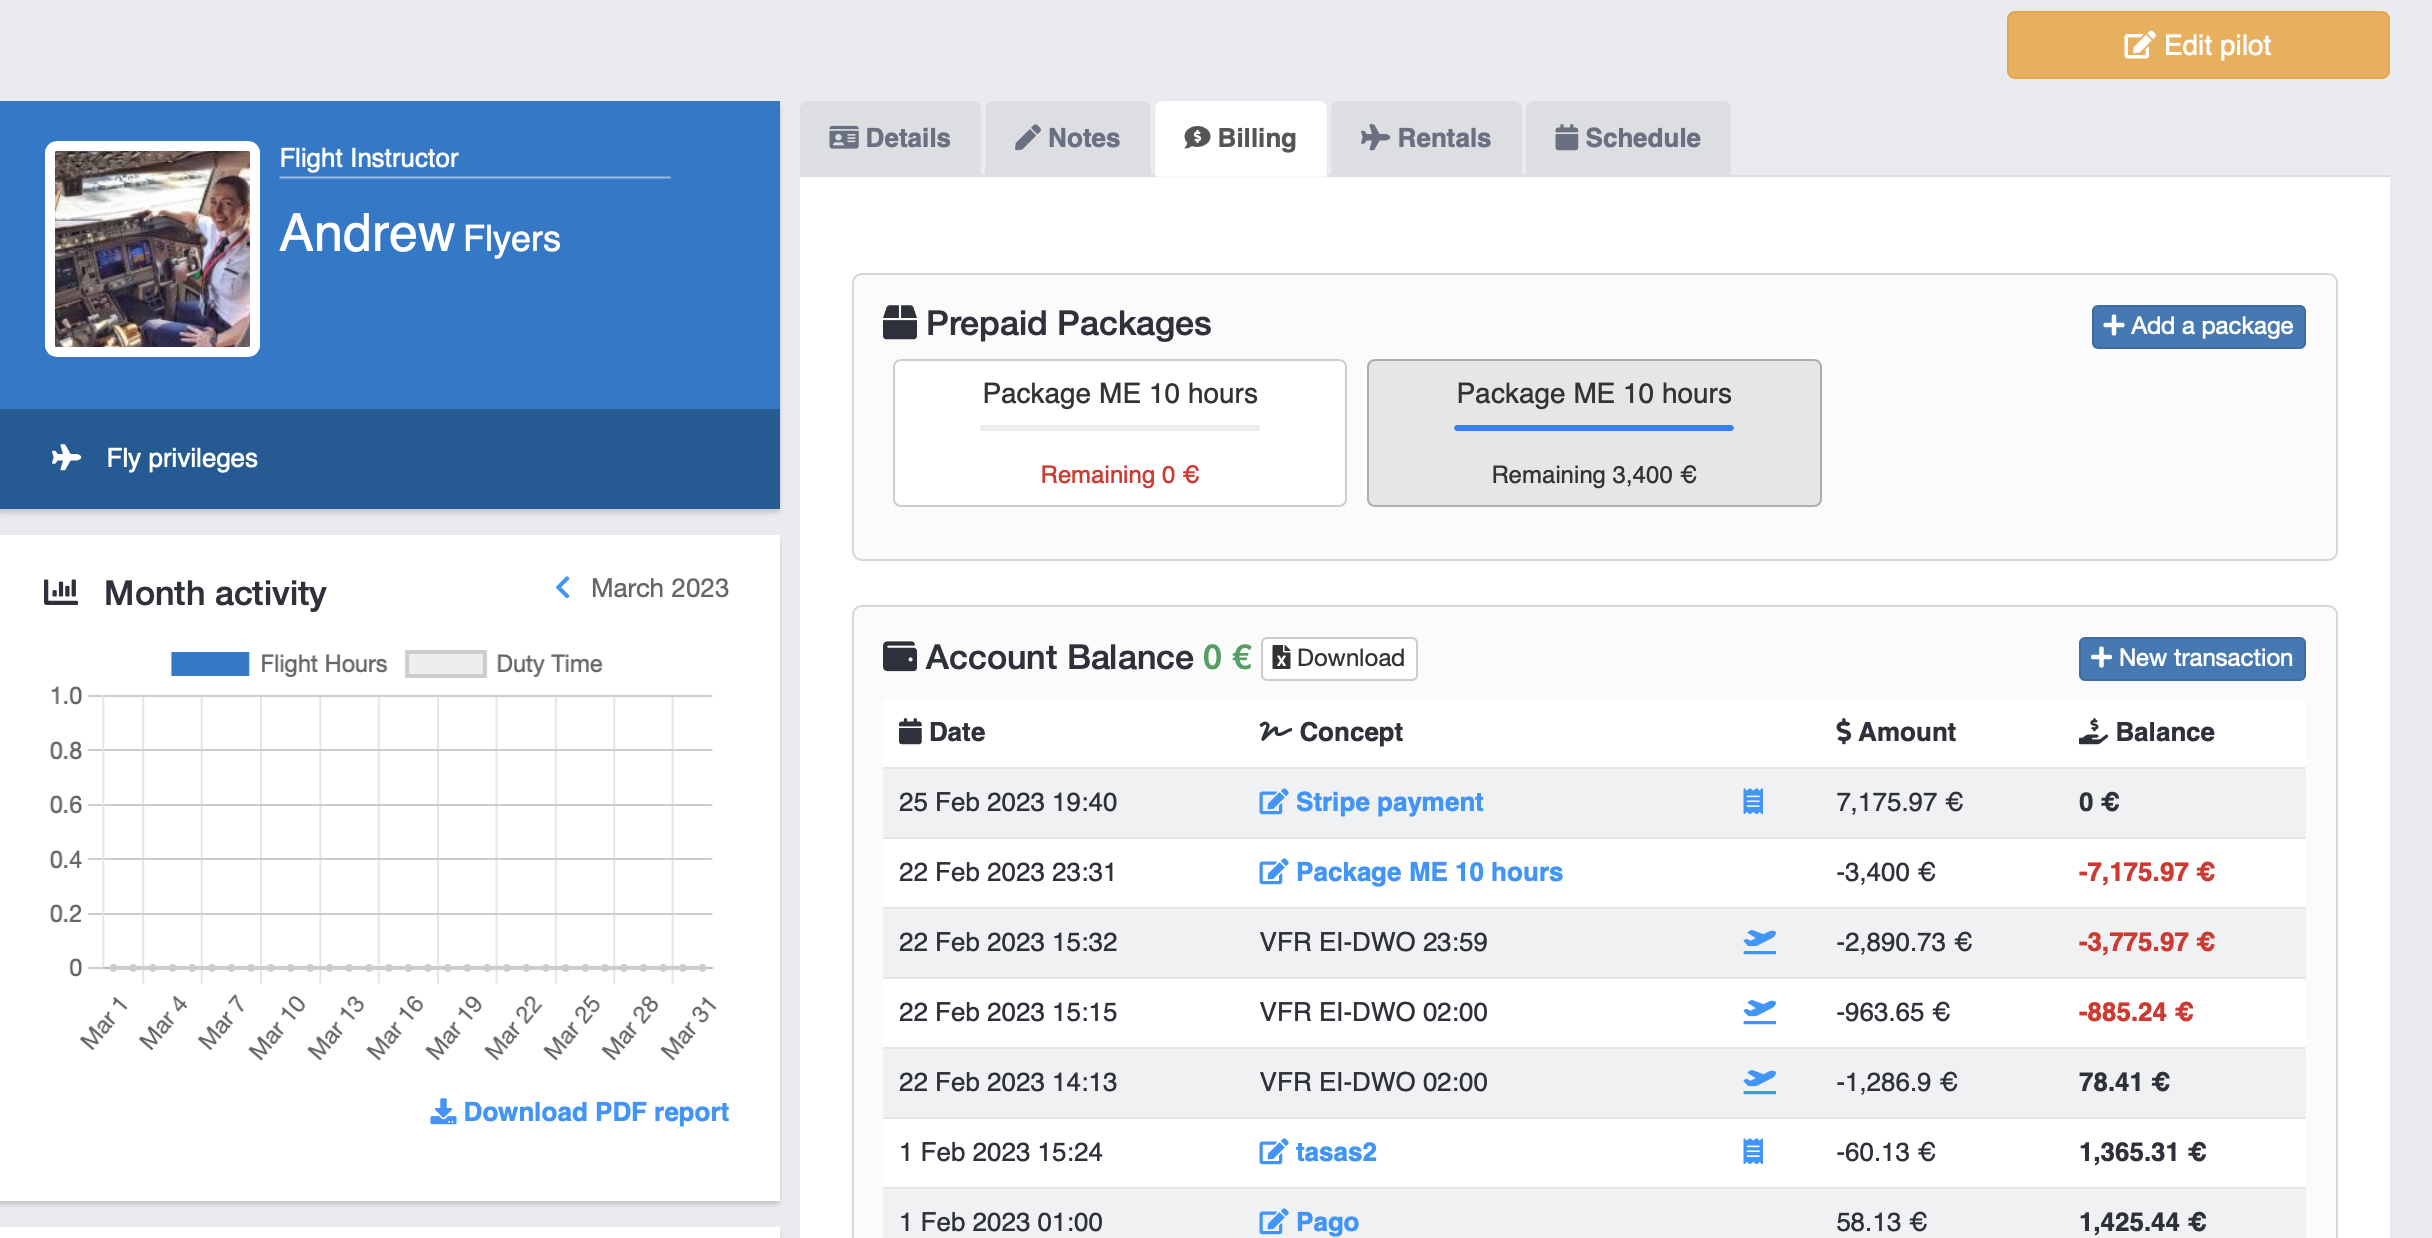 Edit pilot
Flight Instructor
Andrew Flyers
Fly privileges
Month activity
March 2023
Flight Hours
Duty Time
1.0
0.8
0.6
0.4
0.2
0
Mar 1
Mar 4
Mar 7
Mar 10
Mar 13
Mar 16
Mar 19
Mar 22
Mar 25
Mar 28
Mar 31
Download PDF report
Details
Notes
Billing
Rentals
Schedule
Prepaid Packages
Add a package
Package ME 10 hours
Remaining 0 €
Package ME 10 hours
Remaining 3,400 €
Account Balance 0 € Download
New transaction
Date Concept Amount Balance
25 Feb 2023 19:40 Stripe payment 7,175.97 € 0 €
22 Feb 2023 23:31 Package ME 10 hours -3,400 € -7,175.97 €
22 Feb 2023 15:32 VFR EI-DWO 23:59 -2,890.73 € -3,775.97 €
22 Feb 2023 15:15 VFR EI-DWO 02:00 -963.65 € -885.24 €
22 Feb 2023 14:13 VFR EI-DWO 02:00 -1,286.9 € 78.41 €
1 Feb 2023 15:24 tasas2 -60.13 € 1,365.31 €
1 Feb 2023 01:00 Pago 58.13 € 1,425.44 €